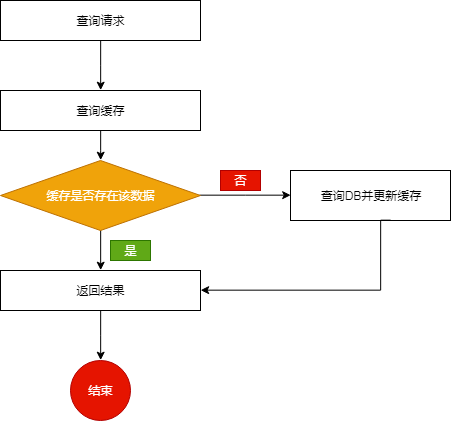 查询请求
查询缓存
缓存是否存在该数据
否
查询DB并更新缓存
是
返回结果
结束